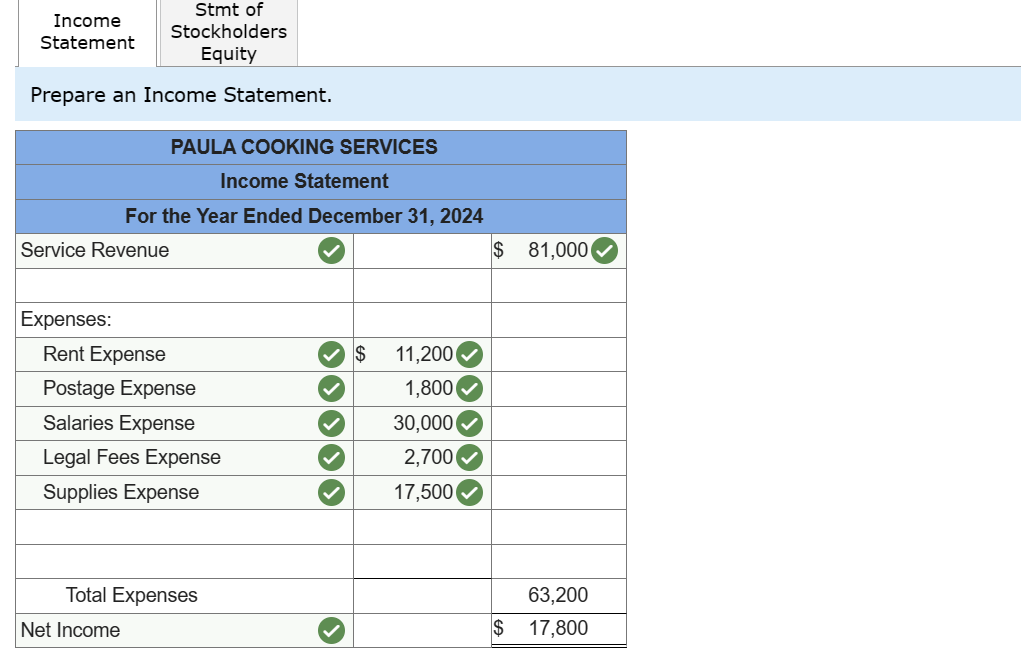 Income
Statement
Stmt of
Stockholders
Equity
Prepare an Income Statement.
PAULA COOKING SERVICES
Income Statement
For the Year Ended December 31, 2024
Service Revenue $ 81,000
Expenses:
Rent Expense $ 11,200
Postage Expense 1,800
Salaries Expense 30,000
Legal Fees Expense 2,700
Supplies Expense 17,500
Total Expenses 63,200
Net Income $ 17,800